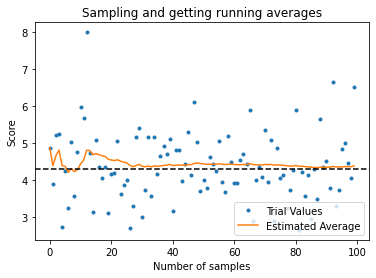 Sampling and getting running averages
8
7
6
5
4
3
Score
0
20
40
60
80
100
Number of samples
Trial Values
Estimated Average